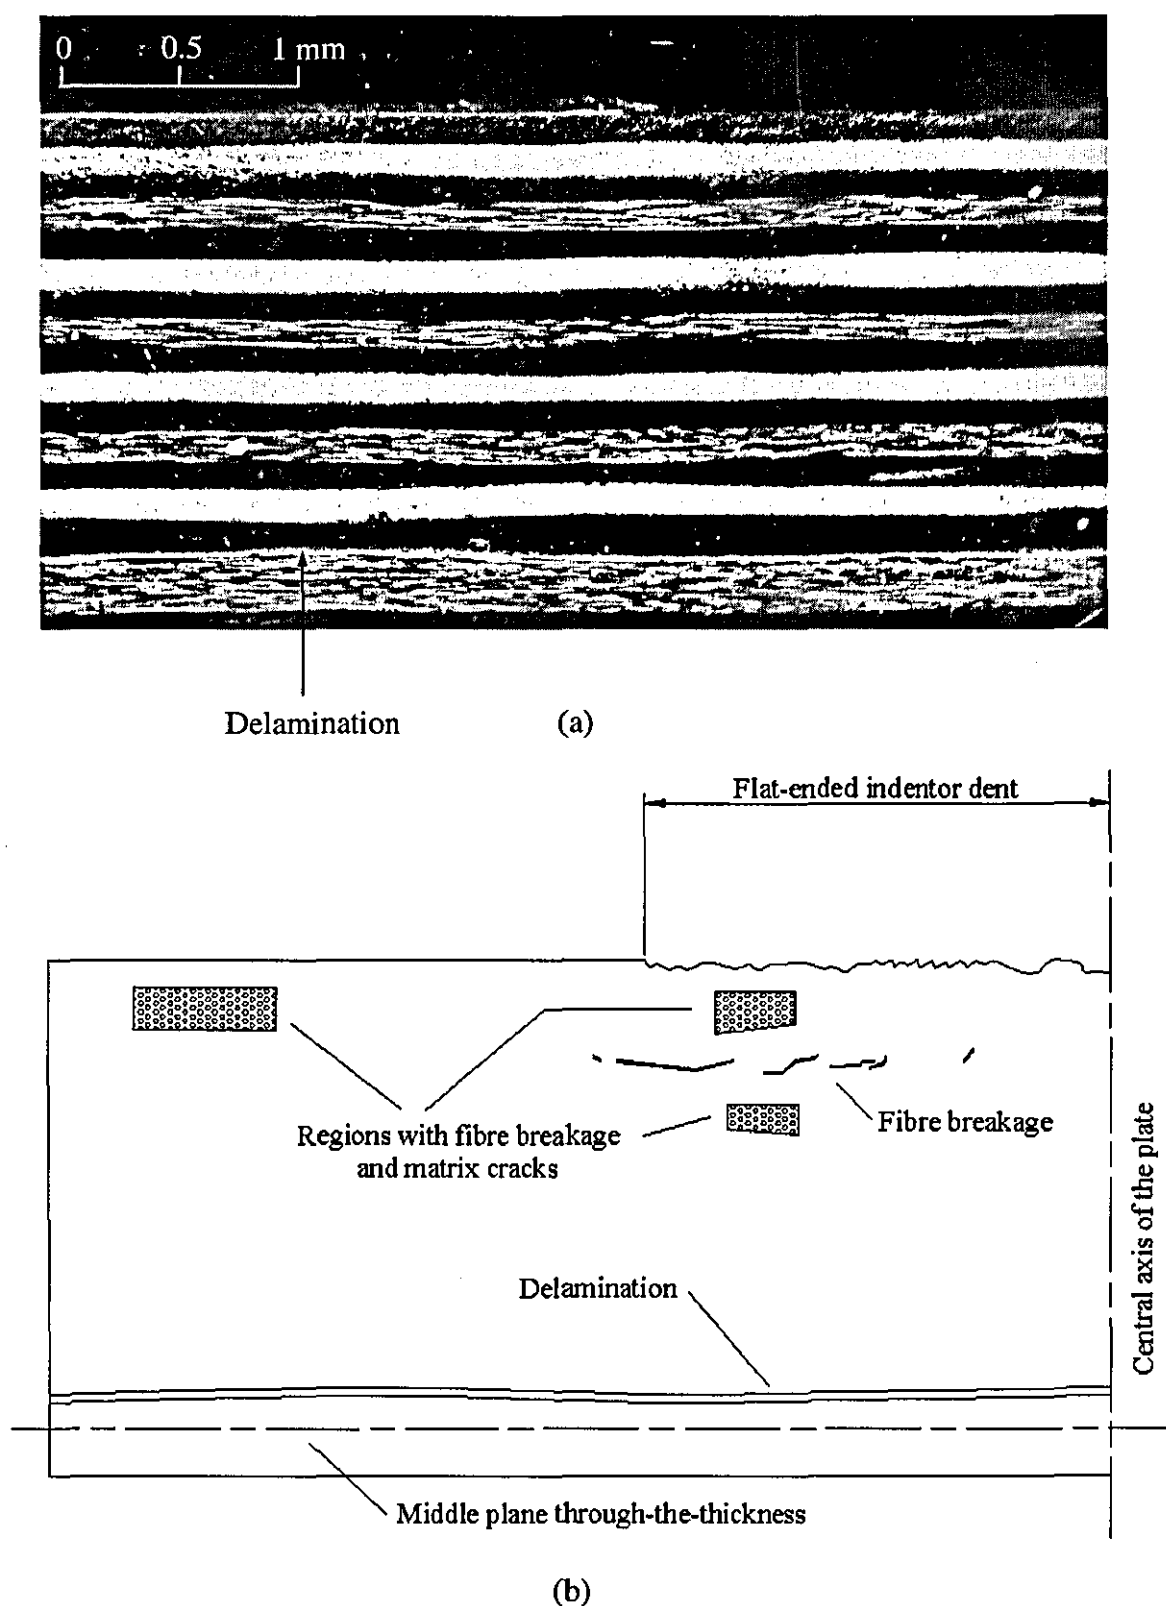 0 0.5 1 mm
Delamination
(a)
Flat-ended indentor dent
Regions with fibre breakage
and matrix cracks
Fibre breakage
Central axis of the plate
Delamination
Middle plane through-the-thickness
(b)